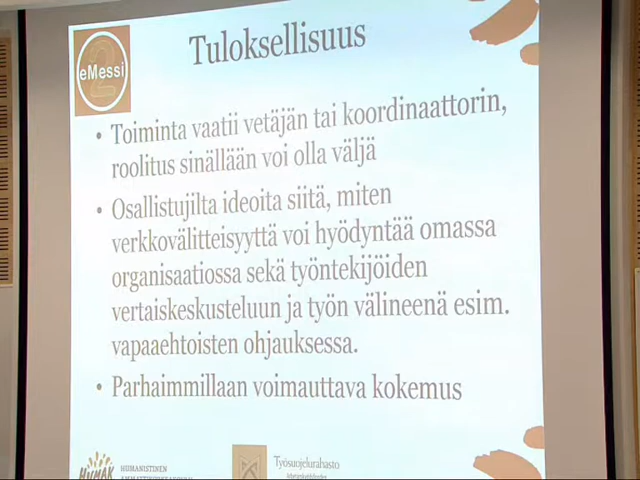 eMessi
Tuloksellisuus
• Toiminta vaatii vetäjän tai koordinaattorin,
roolitus sinällään voi olla väljä
• Osallistujilta ideoita siitä, miten
verkkovälitteisyyttä voi hyödyntää omassa
organisaatiossa sekä työntekijöiden
vertaiskeskusteluun ja työn välineenä esim.
vapaaehtoisten ohjauksessa.
• Parhaimmillaan voimauttava kokemus
HUMAK
HUMANISTINEN
Työsuojelurahasto